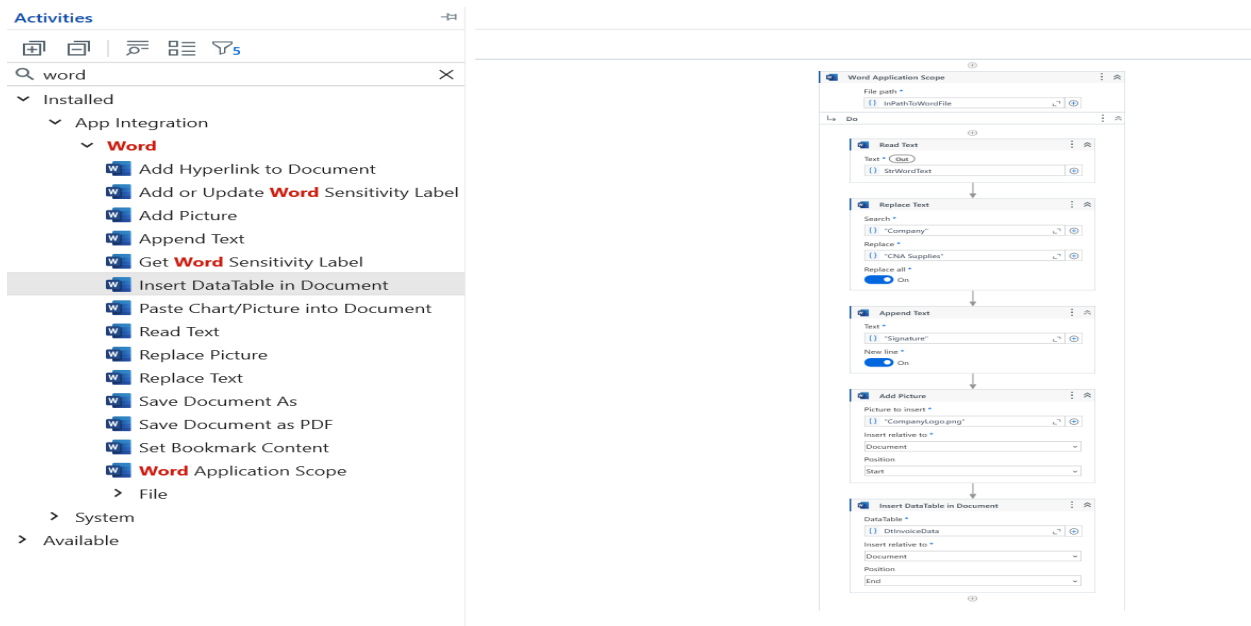 Activities
5
word
Installed
App Integration
Word
Add Hyperlink to Document
Add or Update Word Sensitivity Label
Add Picture
Append Text
Get Word Sensitivity Label
Insert DataTable in Document
Paste Chart/Picture into Document
Read Text
Replace Picture
Replace Text
Save Document As
Save Document as PDF
Set Bookmark Content
Word Application Scope
File
System
Available
Word Application Scope
File path *
InPathToWordFile
Do
Read Text
Text * Out
StrWordText
Replace Text
Search *
"Company"
Replace *
"CNA Supplies"
Replace all *
On
Append Text
Text *
"Signature"
New line *
On
Add Picture
Picture to insert *
"CompanyLogo.png"
Insert relative to *
Document
Position
Start
Insert DataTable in Document
DataTable *
DtInvoiceData
Insert relative to *
Document
Position
End